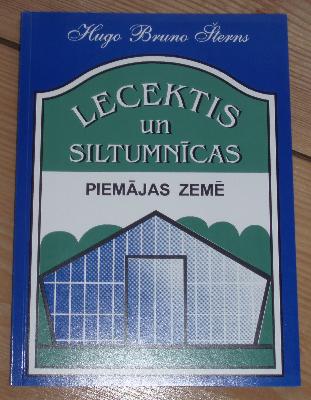 Hugo Bruno Šterns
LECEKTIS
un
SILTUMNĪCAS
PIEMĀJAS ZEMĒ